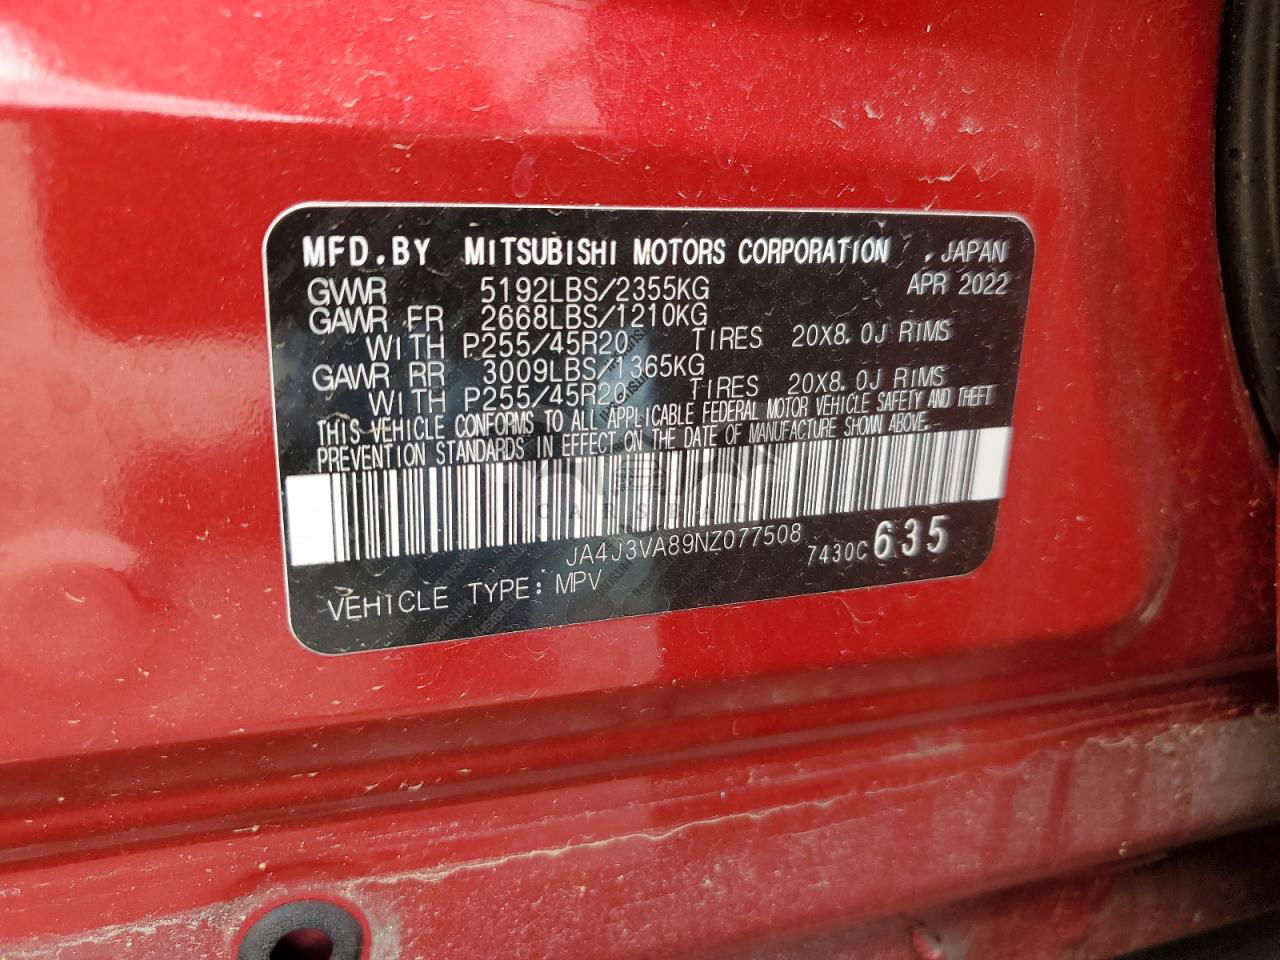 MFD.BY MITSUBISHI MOTORS CORPORATION , JAPAN
GVWR 5192LBS/2355KG APR 2022
GAWR FR 2668LBS/1210KG
WITH P255/45R20 TIRES 20X8.0J RIMS
GAWR RR 3009LBS/1365KG
WITH P255/45R20 TIRES 20X8.0J RIMS
THIS VEHICLE CONFORMS TO ALL APPLICABLE FEDERAL MOTOR VEHICLE SAFETY AND THEFT
PREVENTION STANDARDS IN EFFECT ON THE DATE OF MANUFACTURE SHOWN ABOVE.
JA4J3VA89NZ077508 7430C 635
VEHICLE TYPE: MPV